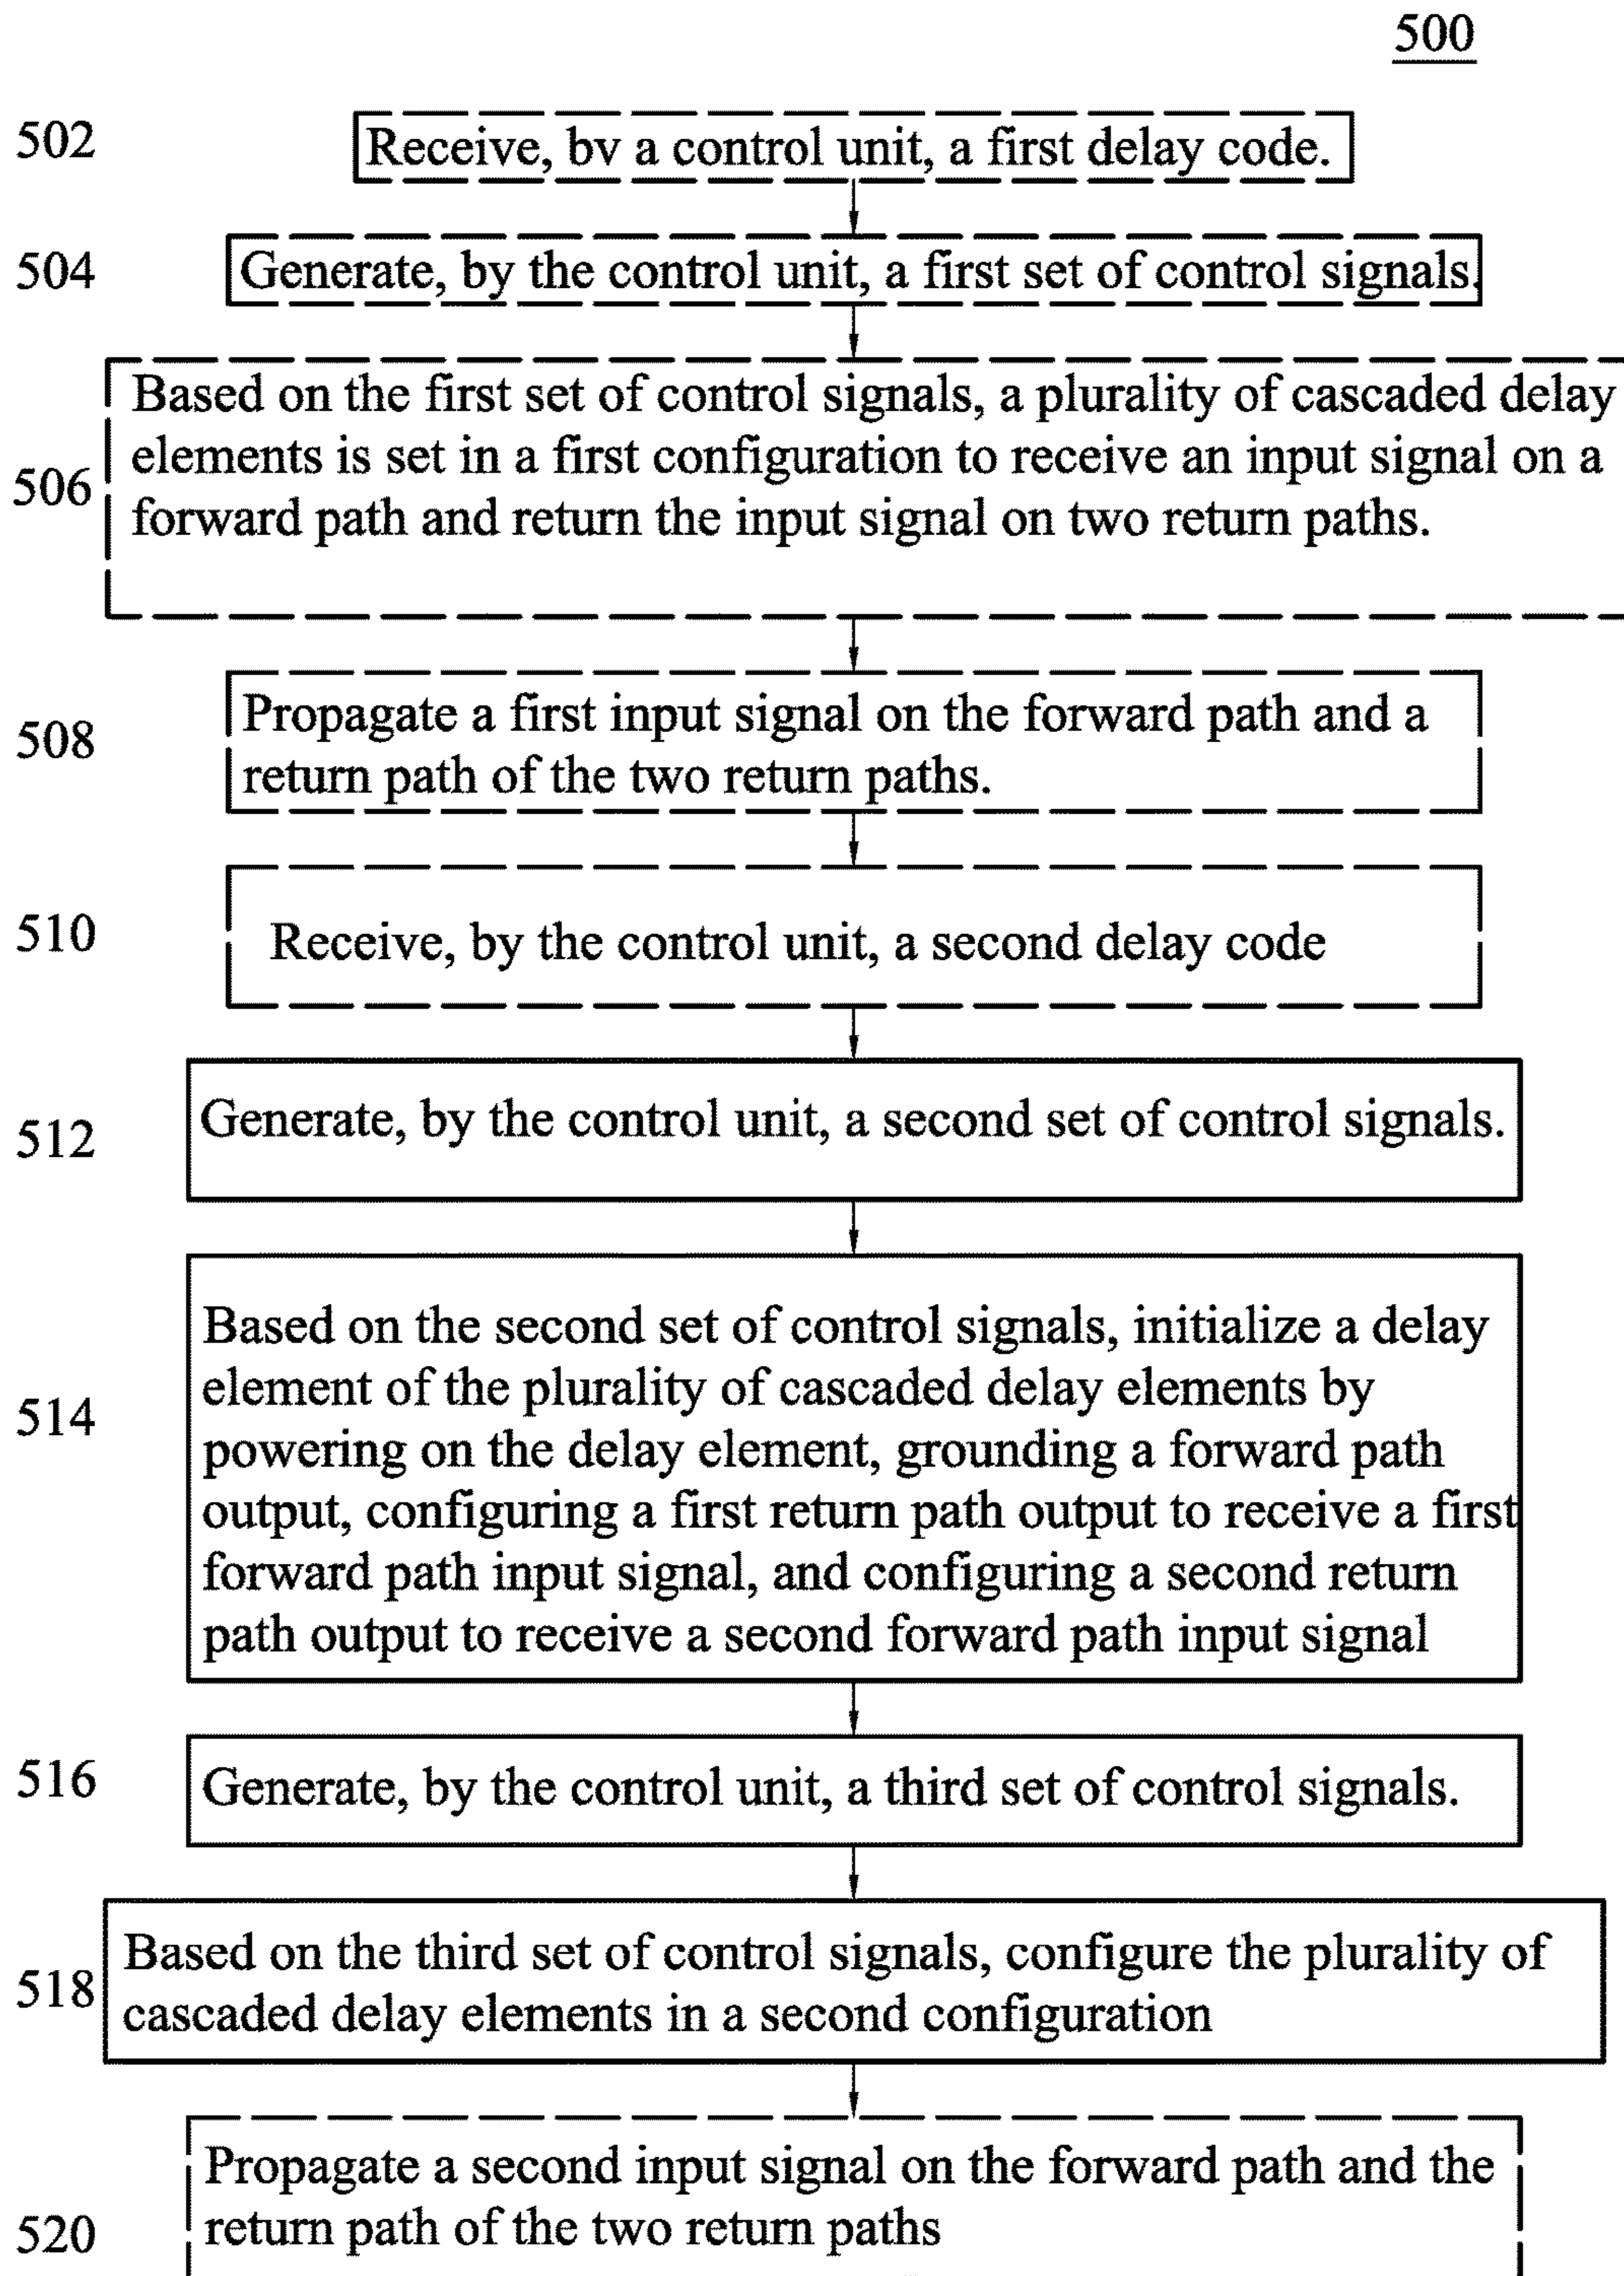 500
502
Receive, bv a control unit, a first delay code.
504
Generate, by the control unit, a first set of control signals.
506
Based on the first set of control signals, a plurality of cascaded delay
elements is set in a first configuration to receive an input signal on a
forward path and return the input signal on two return paths.
508
Propagate a first input signal on the forward path and a
return path of the two return paths.
510
Receive, by the control unit, a second delay code
512
Generate, by the control unit, a second set of control signals.
514
Based on the second set of control signals, initialize a delay
element of the plurality of cascaded delay elements by
powering on the delay element, grounding a forward path
output, configuring a first return path output to receive a first
forward path input signal, and configuring a second return
path output to receive a second forward path input signal
516
Generate, by the control unit, a third set of control signals.
518
Based on the third set of control signals, configure the plurality of
cascaded delay elements in a second configuration
520
Propagate a second input signal on the forward path and the
return path of the two return paths